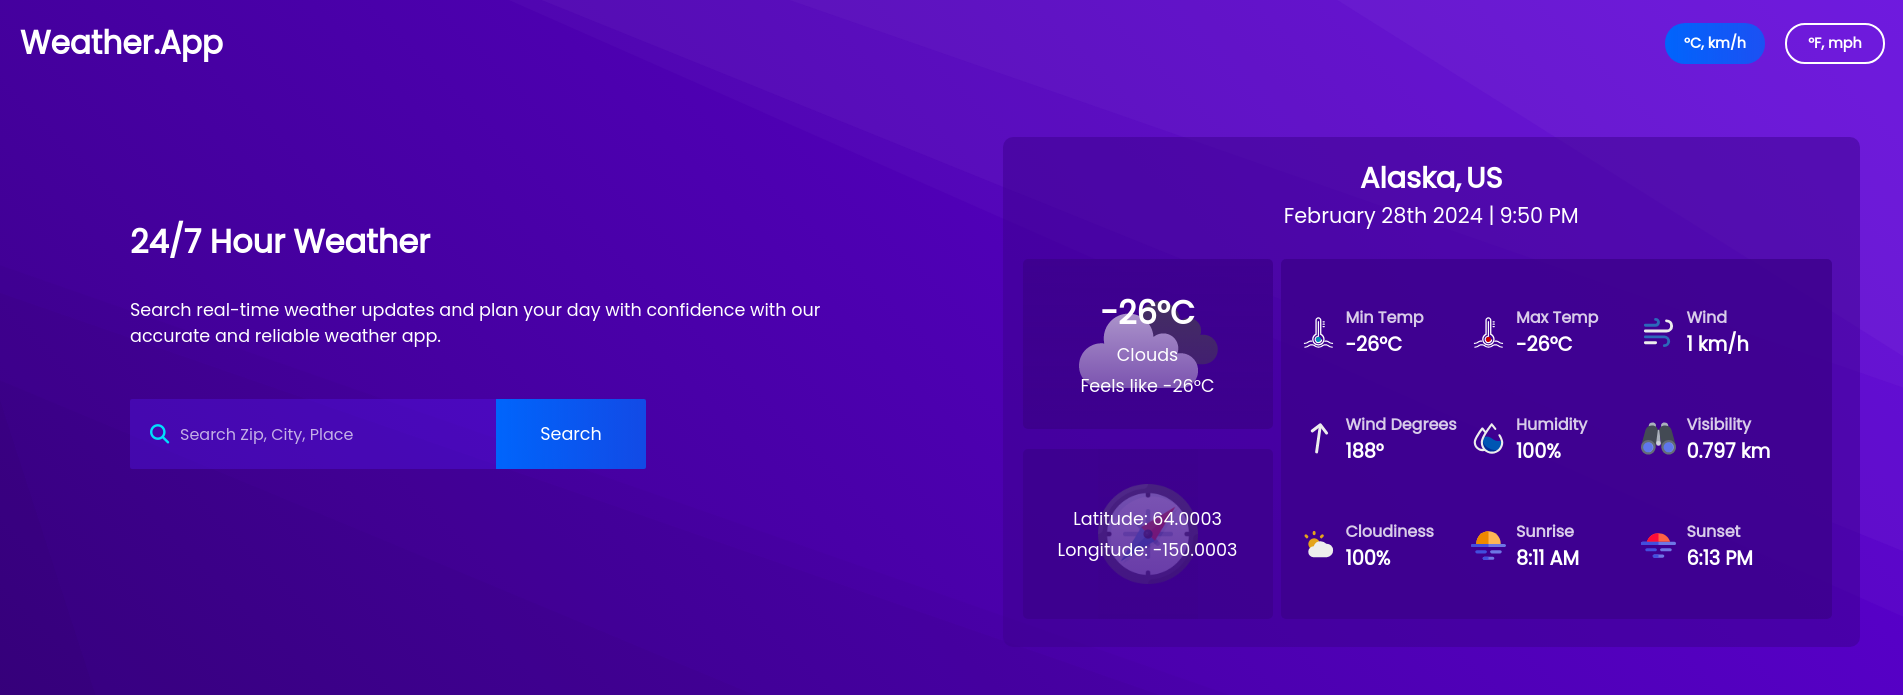 Weather.App
°C, km/h
°F, mph
24/7 Hour Weather
Search real-time weather updates and plan your day with confidence with our
accurate and reliable weather app.
Search Zip, City, Place
Search
Alaska, US
February 28th 2024 | 9:50 PM
-26°C
Clouds
Feels like -26°C
Latitude: 64.0003
Longitude: -150.0003
Min Temp
-26°C
Max Temp
-26°C
Wind
1 km/h
Wind Degrees
188°
Humidity
100%
Visibility
0.797 km
Cloudiness
100%
Sunrise
8:11 AM
Sunset
6:13 PM